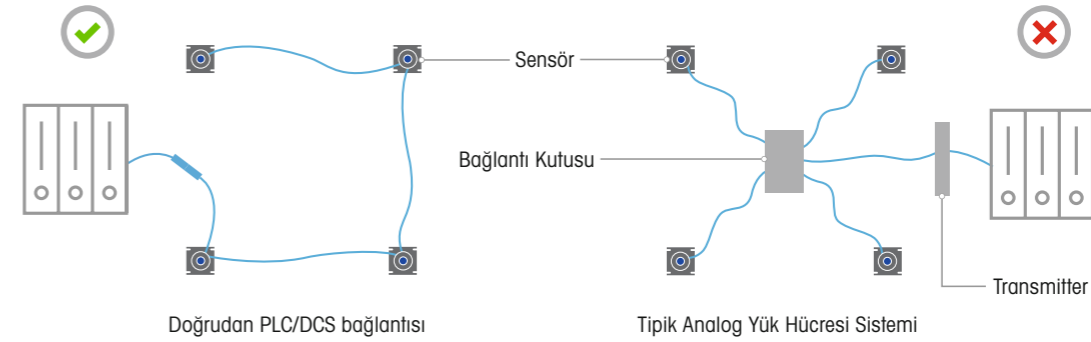 Sensör
Bağlantı Kutusu
Transmitter
Doğrudan PLC/DCS bağlantısı
Tipik Analog Yük Hücresi Sistemi